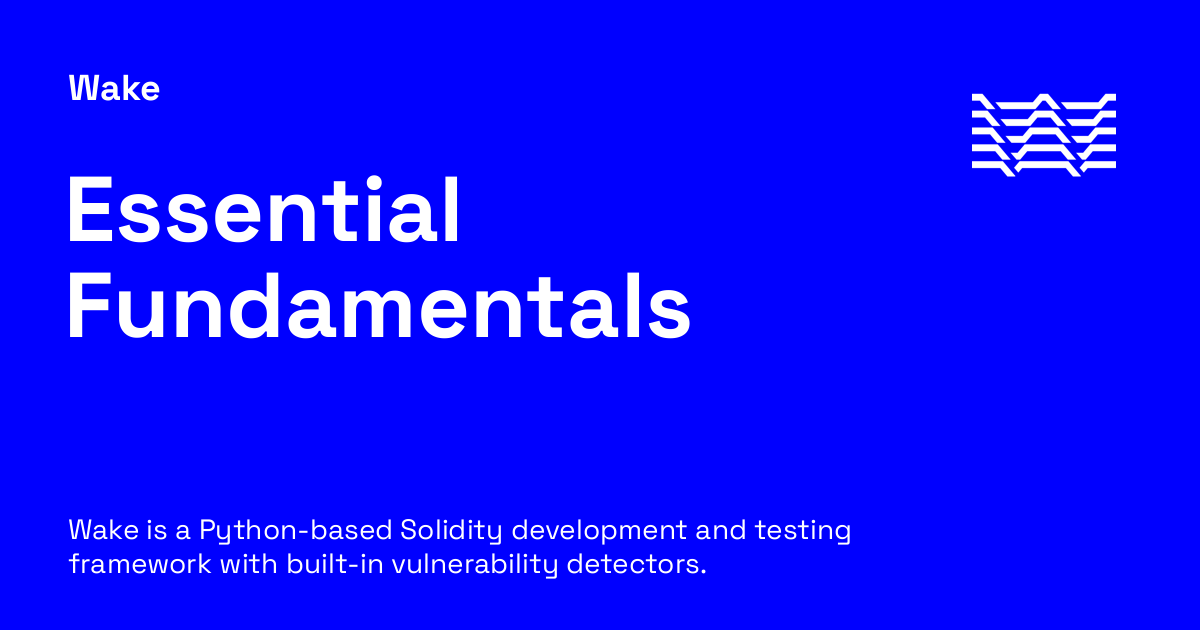 Wake
Essential
Fundamentals
Wake is a Python-based Solidity development and testing
framework with built-in vulnerability detectors.